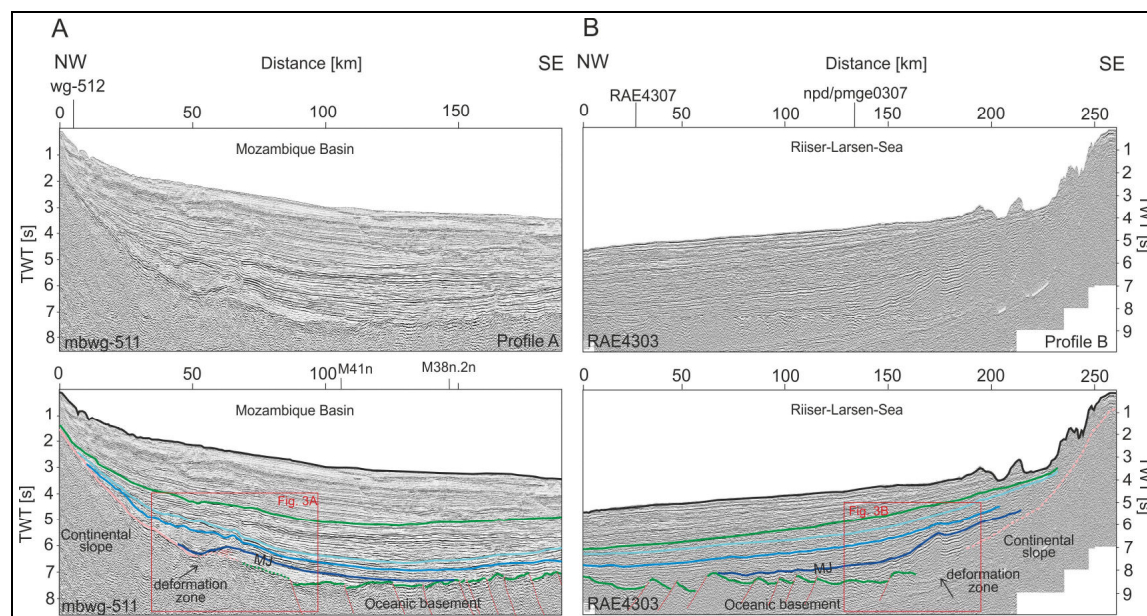 A
B
NW
Distance [km]
SE
NW
Distance [km]
SE
wg-512
RAE4307
npd/pmge0307
0 50 100 150
0 50 100 150 200 250
Mozambique Basin
Riiser-Larsen-Sea
1
2
3
4
5
6
7
8
TWT [s]
1
2
3
4
5
6
7
8
9
TWT [s]
mbwg-511
Profile A
RAE4303
Profile B
0 50 100 M41n M38n.2n
0 50 100 150 200 250
Mozambique Basin
Riiser-Larsen-Sea
1
2
3
4
5
6
7
8
TWT [s]
1
2
3
4
5
6
7
8
9
TWT [s]
Fig. 3A
Fig. 3B
Continental
slope
MJ
deformation
zone
Oceanic basement
mbwg-511
MJ
Continental
slope
deformation
zone
Oceanic basement
RAE4303